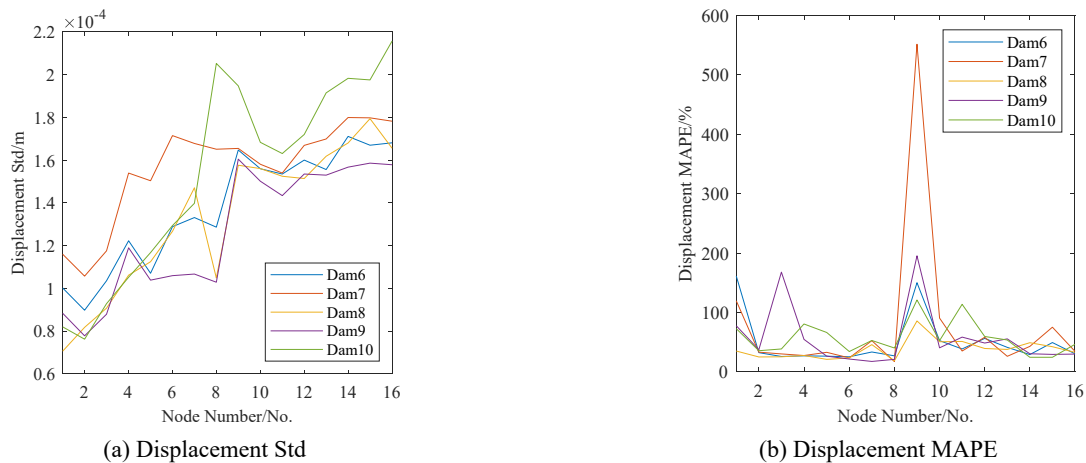 ×10⁻⁴
2.2
2
1.8
1.6
1.4
1.2
1
0.8
0.6
Displacement Std/m
2 4 6 8 10 12 14 16
Node Number/No.
Dam6
Dam7
Dam8
Dam9
Dam10
(a) Displacement Std
600
500
400
300
200
100
0
Displacement MAPE/%
2 4 6 8 10 12 14 16
Node Number/No.
Dam6
Dam7
Dam8
Dam9
Dam10
(b) Displacement MAPE